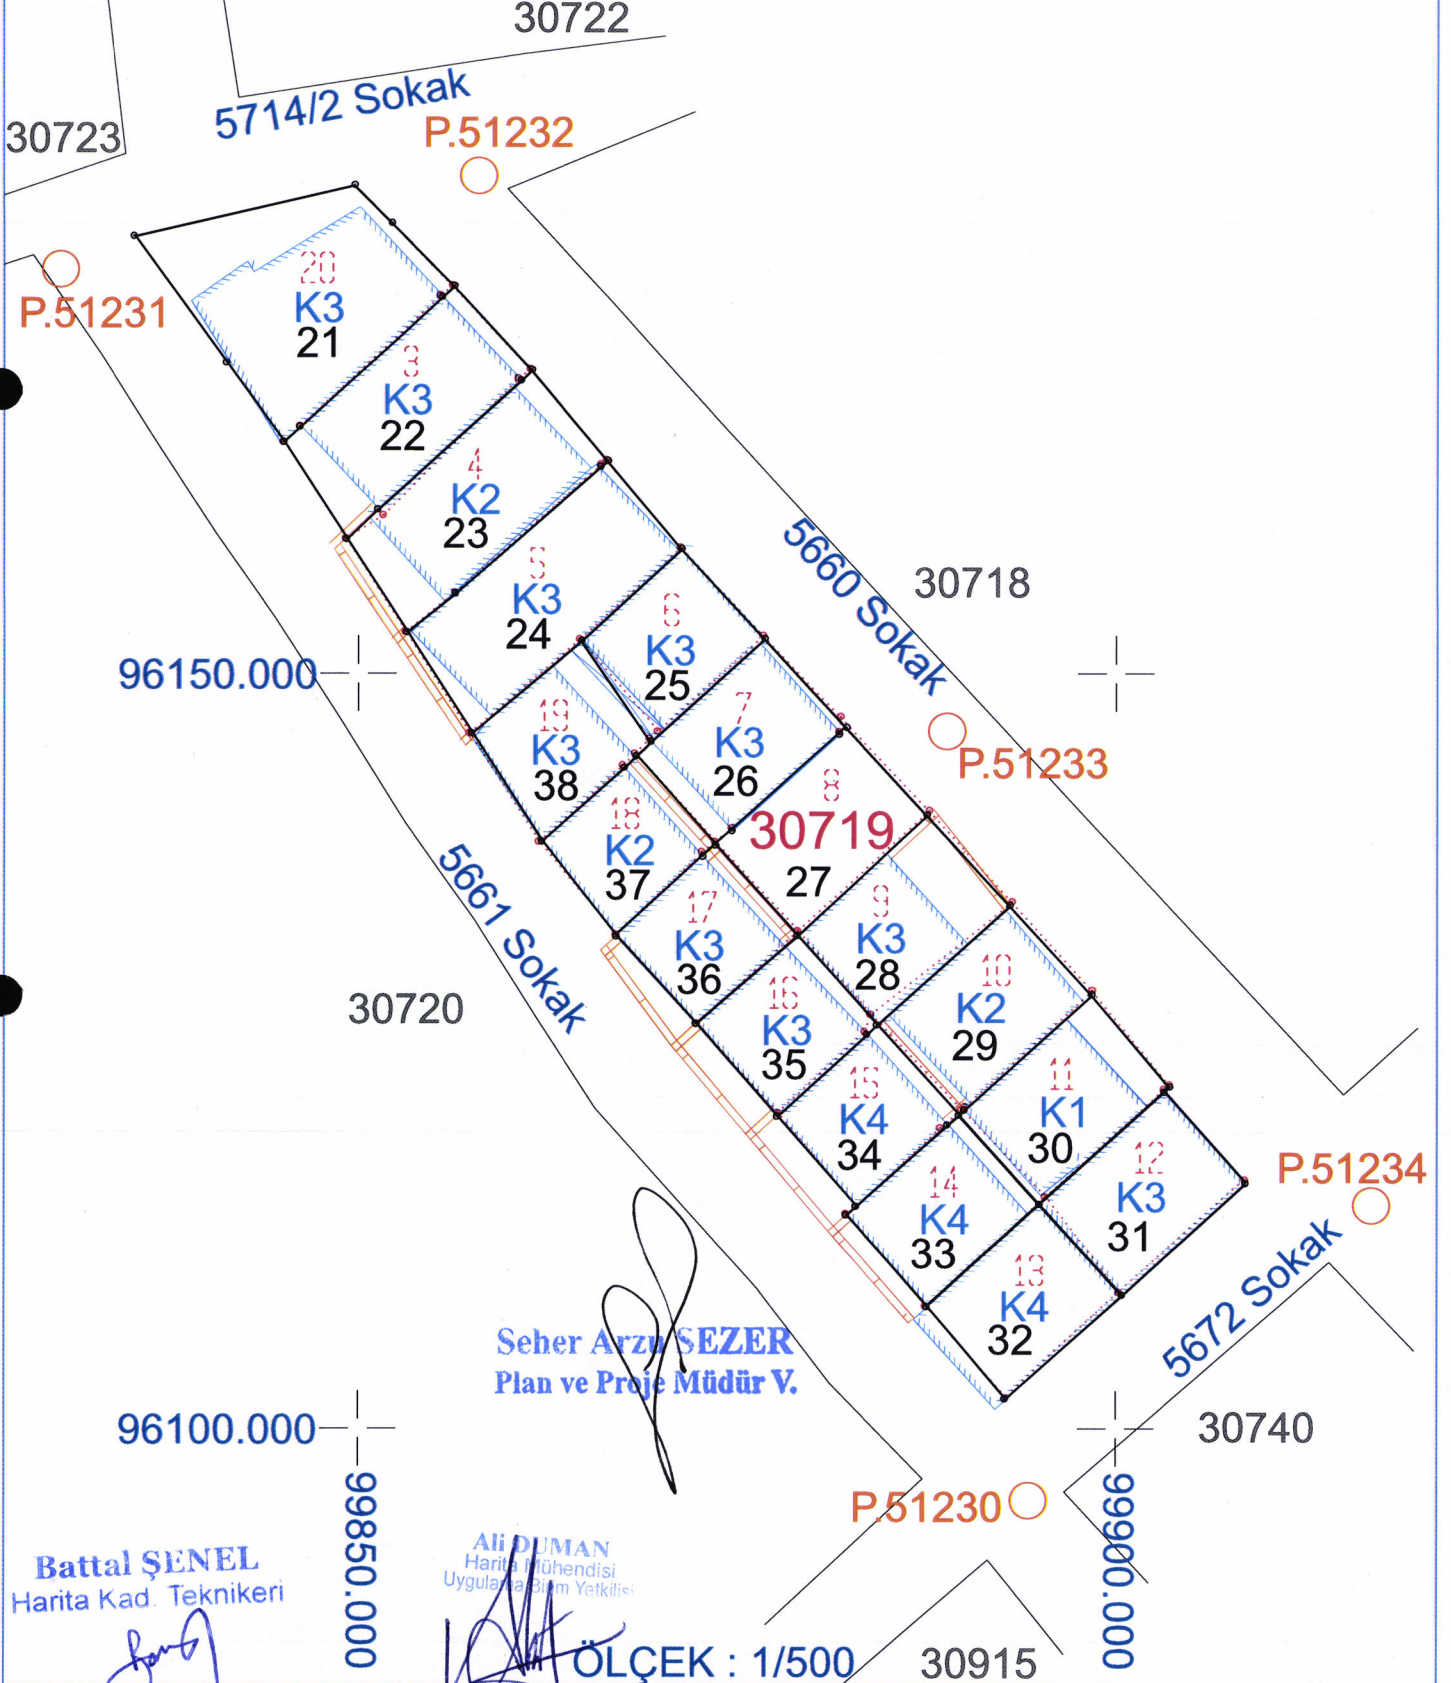 30722
5714/2 Sokak
30723
P.51232
P.51231
20
K3
21
3
K3
22
4
K2
23
5
K3
24
5660 Sokak
30718
6
K3
25
96150.000
7
K3
26
19
K3
38
P.51233
8
30719
27
18
K2
37
5661 Sokak
9
K3
28
17
K3
36
30720
10
K2
29
16
K3
35
11
K1
30
15
K4
34
12
K3
31
P.51234
14
K4
33
5672 Sokak
13
K4
32
Seher Arzu SEZER
Plan ve Proje Müdür V.
96100.000
30740
99850.000
99900.000
P.51230
Battal ŞENEL
Harita Kad. Teknikeri
Ali DUMAN
Harita Mühendisi
Uygulama Birim Yetkilisi
ÖLÇEK : 1/500
30915